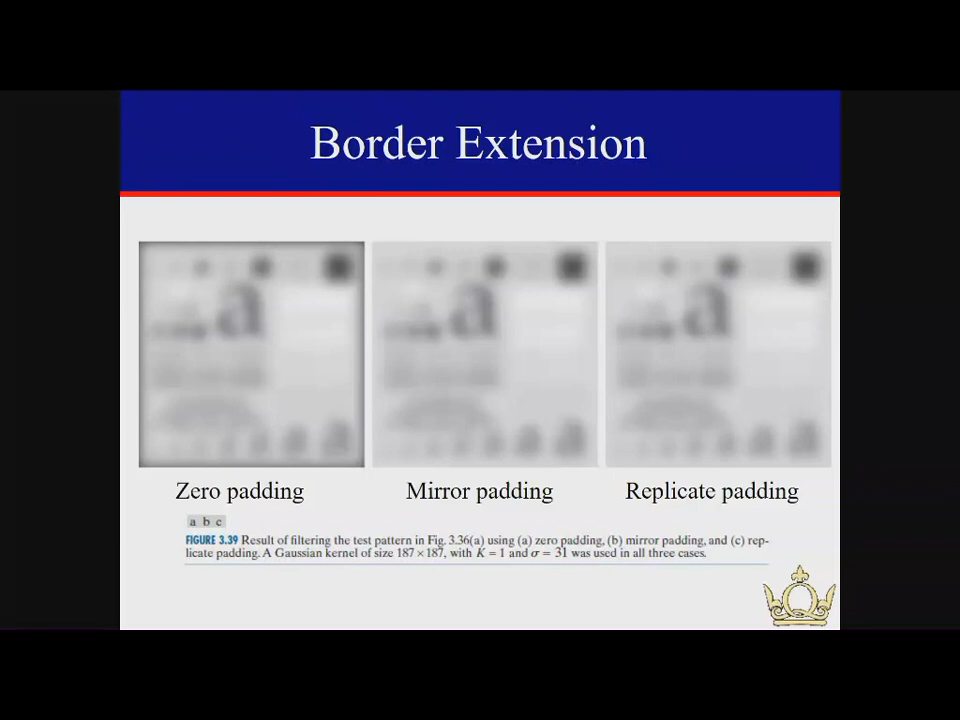 Border Extension
a
a
a
Zero padding
Mirror padding
Replicate padding
a b c
FIGURE 3.39 Result of filtering the test pattern in Fig. 3.36(a) using (a) zero padding, (b) mirror padding, and (c) rep-
licate padding. A Gaussian kernel of size 187×187, with K = 1 and σ = 31 was used in all three cases.